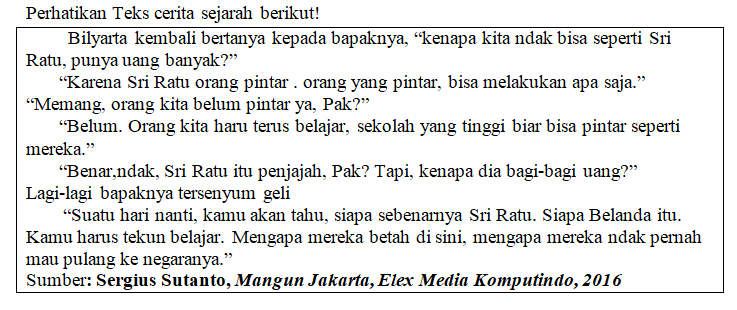 Perhatikan Teks cerita sejarah berikut!
Bilyarta kembali bertanya kepada bapaknya, “kenapa kita ndak bisa seperti Sri
Ratu, punya uang banyak?”
“Karena Sri Ratu orang pintar . orang yang pintar, bisa melakukan apa saja.”
“Memang, orang kita belum pintar ya, Pak?”
“Belum. Orang kita haru terus belajar, sekolah yang tinggi biar bisa pintar seperti
mereka.”
“Benar,ndak, Sri Ratu itu penjajah, Pak? Tapi, kenapa dia bagi-bagi uang?”
Lagi-lagi bapaknya tersenyum geli
“Suatu hari nanti, kamu akan tahu, siapa sebenarnya Sri Ratu. Siapa Belanda itu.
Kamu harus tekun belajar. Mengapa mereka betah di sini, mengapa mereka ndak pernah
mau pulang ke negaranya.”
Sumber: Sergius Sutanto, Mangun Jakarta, Elex Media Komputindo, 2016